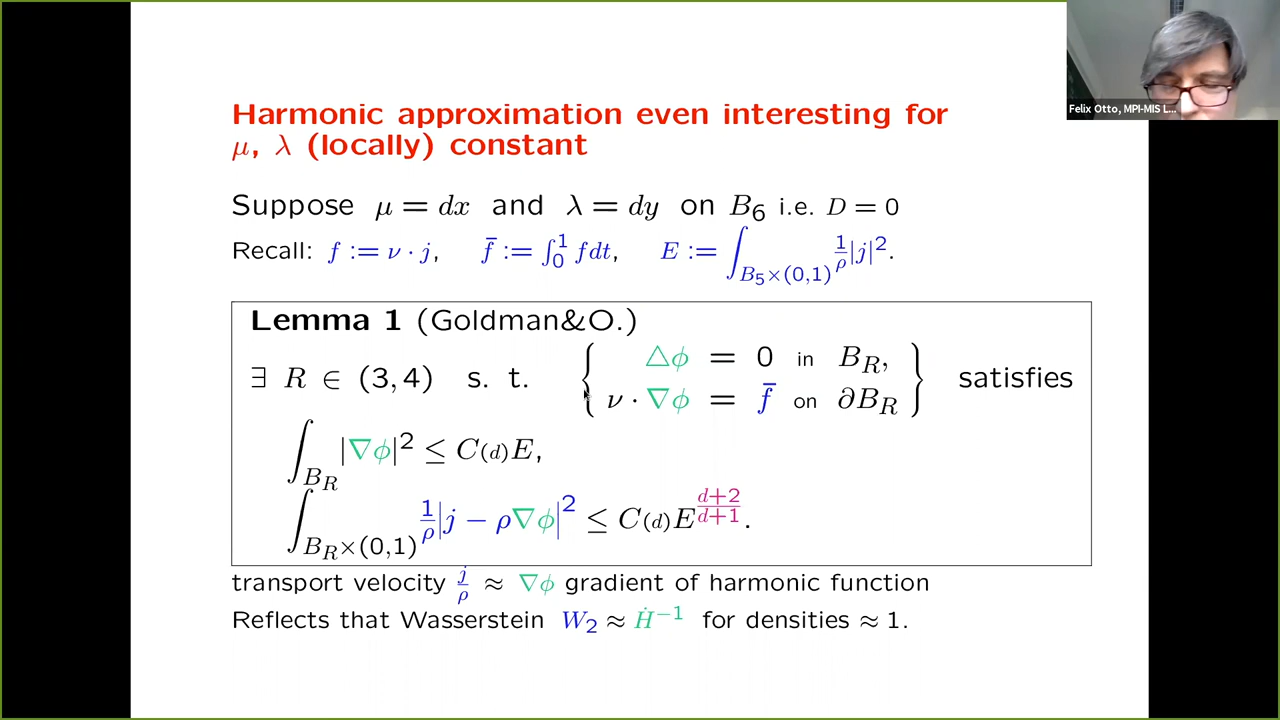 Harmonic approximation even interesting for
μ, λ (locally) constant
Suppose μ = dx and λ = dy on B₆ i.e. D = 0
Recall: f := ν · j, f̄ := ∫₀¹ fdt, E := ∫_{B₅×(0,1)} 1/ρ |j|².
Lemma 1 (Goldman&O.)
∃ R ∈ (3, 4) s. t. { △ϕ = 0 in B_R, ν · ∇ϕ = f̄ on ∂B_R } satisfies
∫_{B_R} |∇ϕ|² ≤ C(d)E,
∫_{B_R×(0,1)} 1/ρ |j − ρ∇ϕ|² ≤ C(d)E^{d+2/d+1}.
transport velocity j/ρ ≈ ∇ϕ gradient of harmonic function
Reflects that Wasserstein W₂ ≈ Ḣ⁻¹ for densities ≈ 1.
Felix Otto, MPI-MIS L...